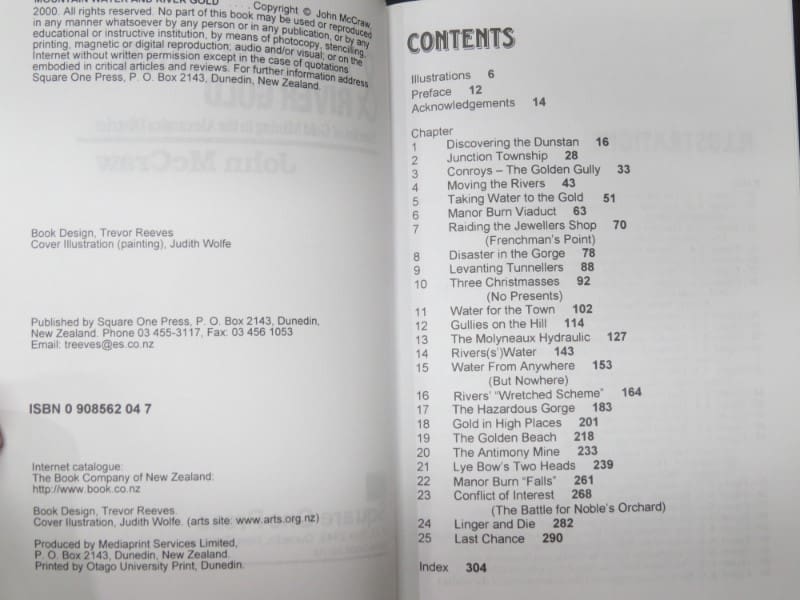 MOUNTAIN WATER AND RIVER GOLD . . . . Copyright © John McCraw,
2000. All rights reserved. No part of this book may be used or reproduced
in any manner whatsoever by any person or in any publication, or by any
educational or instructive institution, by means of photocopy, stencilling,
printing, magnetic or digital reproduction; audio and/or visual; or on the
Internet without written permission except in the case of quotations
embodied in critical articles and reviews. For further information address
Square One Press, P. O. Box 2143, Dunedin, New Zealand.
Book Design, Trevor Reeves
Cover Illustration (painting), Judith Wolfe
Published by Square One Press, P. O. Box 2143, Dunedin,
New Zealand. Phone 03 455-3117, Fax: 03 456 1053
Email: treeves@es.co.nz
ISBN 0 908562 04 7
Internet catalogue:
The Book Company of New Zealand:
http://www.book.co.nz
Book Design, Trevor Reeves.
Cover Ilustration, Judith Wolfe. (arts site www.arts.org.nz)
Produced by Mediaprint Services Limited,
P. O. Box 2143, Dunedin, New Zealand.
Printed by Otago University Print, Dunedin.
CONTENTS
Illustrations 6
Preface 12
Acknowledgements 14
Chapter
1 Discovering the Dunstan 16
2 Junction Township 28
3 Conroys – The Golden Gully 33
4 Moving the Rivers 43
5 Taking Water to the Gold 51
6 Manor Burn Viaduct 63
7 Raiding the Jewellers Shop 70
(Frenchman's Point)
8 Disaster in the Gorge 78
9 Levanting Tunnellers 88
10 Three Christmasses 92
(No Presents)
11 Water for the Town 102
12 Gullies on the Hill 114
13 The Molyneaux Hydraulic 127
14 Rivers(s')Water 143
15 Water From Anywhere 153
(But Nowhere)
16 Rivers' "Wretched Scheme" 164
17 The Hazardous Gorge 183
18 Gold in High Places 201
19 The Golden Beach 218
20 The Antimony Mine 233
21 Lye Bow's Two Heads 239
22 Manor Burn "Falls" 261
23 Conflict of Interest 268
(The Battle for Noble's Orchard)
24 Linger and Die 282
25 Last Chance 290
Index 304